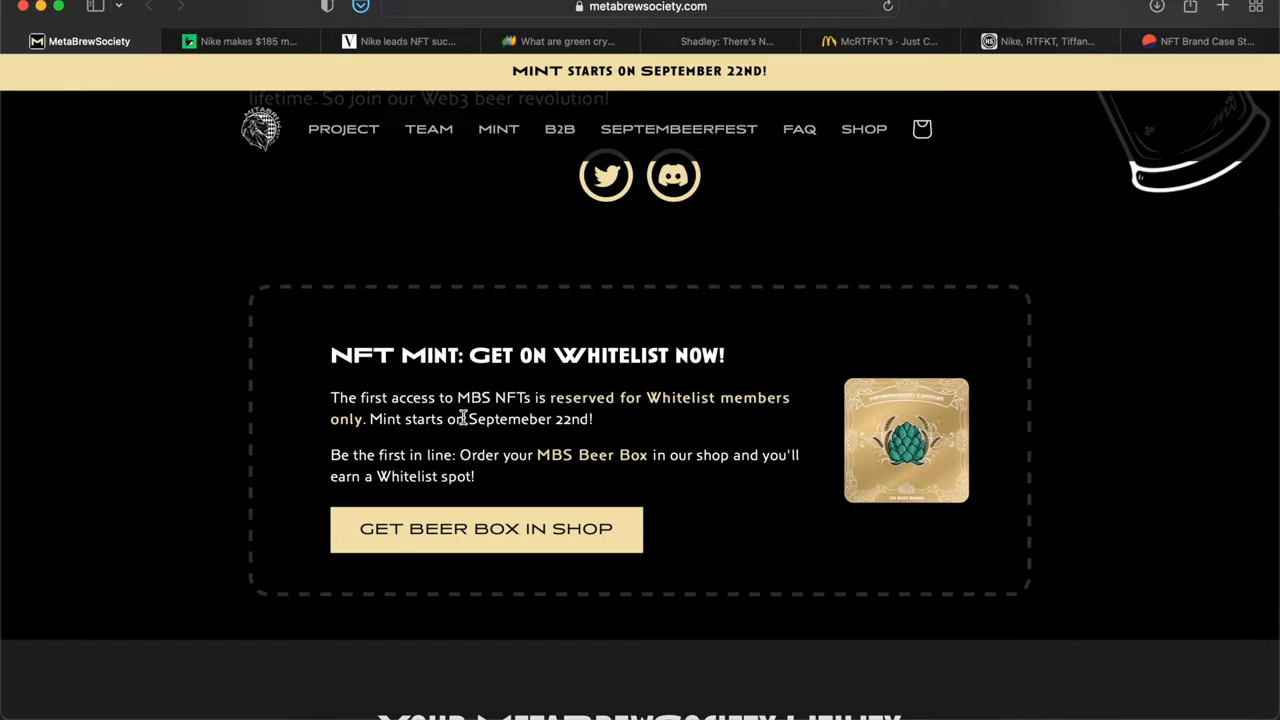 metabrewsociety.com
MetaBrewSociety
Nike makes $185 m...
Nike leads NFT suc...
What are green cry...
Shadley: There's N...
McRTFKT's · Just C...
Nike, RTFKT, Tiffan...
NFT Brand Case St...
MINT STARTS ON SEPTEMBER 22ND!
lifetime. So join our Web3 beer revolution!
METABREW
PROJECT
TEAM
MINT
B2B
SEPTEMBEERFEST
FAQ
SHOP
NFT MINT: GET ON WHITELIST NOW!
The first access to MBS NFTs is reserved for Whitelist members
only. Mint starts on Septemeber 22nd!
Be the first in line: Order your MBS Beer Box in our shop and you'll
earn a Whitelist spot!
GET BEER BOX IN SHOP
YOUR METABREWSOCIETY UTILITY